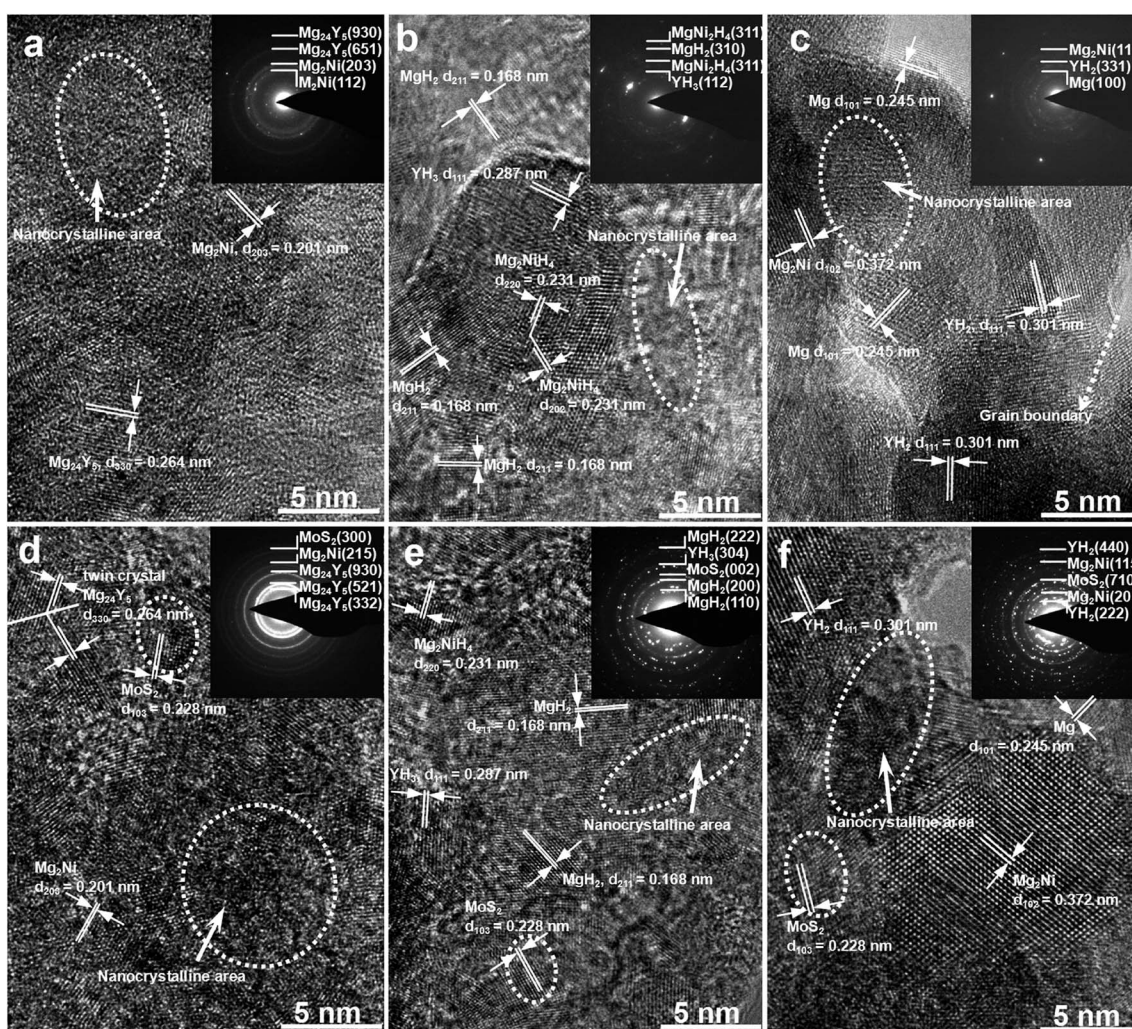 a
Mg24Y5(930)
Mg24Y5(651)
Mg2Ni(203)
M2Ni(112)
Nanocrystalline area
Mg2Ni, d203 = 0.201 nm
Mg24Y5, d330 = 0.264 nm
5 nm
b
MgNi2H4(311)
MgH2(310)
MgNi2H4(311)
YH3(112)
MgH2 d211 = 0.168 nm
YH3 d111 = 0.287 nm
Nanocrystalline area
Mg2NiH4
d220 = 0.231 nm
MgH2
d211 = 0.168 nm
Mg2NiH4
d202 = 0.231 nm
MgH2 d211 = 0.168 nm
5 nm
c
Mg2Ni(11
YH2(331)
Mg(100)
Mg d101 = 0.245 nm
Nanocrystalline area
Mg2Ni d102 = 0.372 nm
YH2, d111 = 0.301 nm
Mg d101 = 0.245 nm
Grain boundary
YH2 d111 = 0.301 nm
5 nm
d
MoS2(300)
Mg2Ni(215)
Mg24Y5(930)
Mg24Y5(521)
Mg24Y5(332)
twin crystal
Mg24Y5
d330 = 0.264 nm
MoS2
d103 = 0.228 nm
Mg2Ni
= 0.201 nm
Nanocrystalline area
5 nm
e
MgH2(222)
YH3(304)
MoS2(002)
MgH2(200)
MgH2(110)
Mg2NiH4
d220 = 0.231 nm
MgH2
d211 = 0.168 nm
YH3, d111 = 0.287 nm
Nanocrystalline area
MgH2, d211 = 0.168 nm
MoS2
d103 = 0.228 nm
5 nm
f
YH2(440)
Mg2Ni(115
MoS2(710)
Mg2Ni(20
YH2(222)
YH2 d111 = 0.301 nm
Mg
d101 = 0.245 nm
Nanocrystalline area
Mg2Ni
d102 = 0.372 nm
MoS2
d103 = 0.228 nm
5 nm